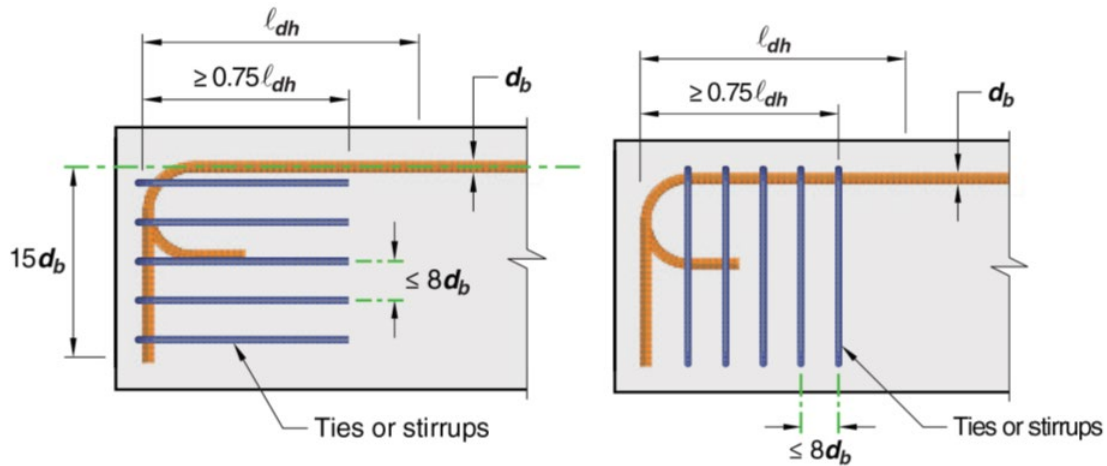 ℓdh
≥ 0.75ℓdh
db
15db
≤ 8db
Ties or stirrups
ℓdh
≥ 0.75ℓdh
db
Ties or stirrups
≤ 8db